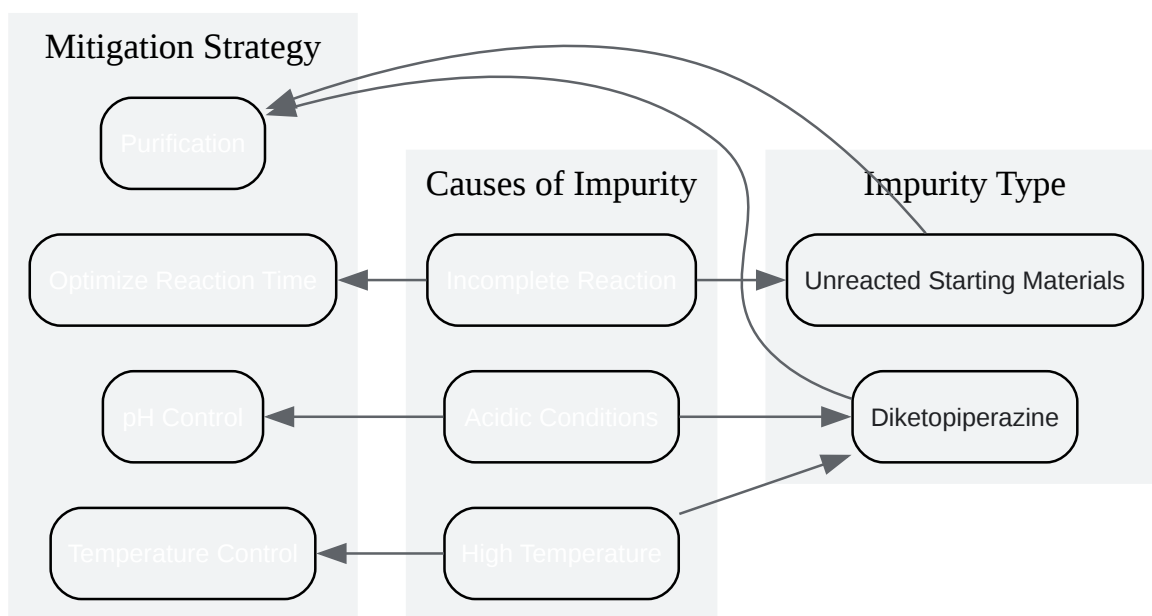 Mitigation Strategy
Purification
Optimize Reaction Time
pH Control
Temperature Control
Causes of Impurity
Incomplete Reaction
Acidic Conditions
High Temperature
Impurity Type
Unreacted Starting Materials
Diketopiperazine